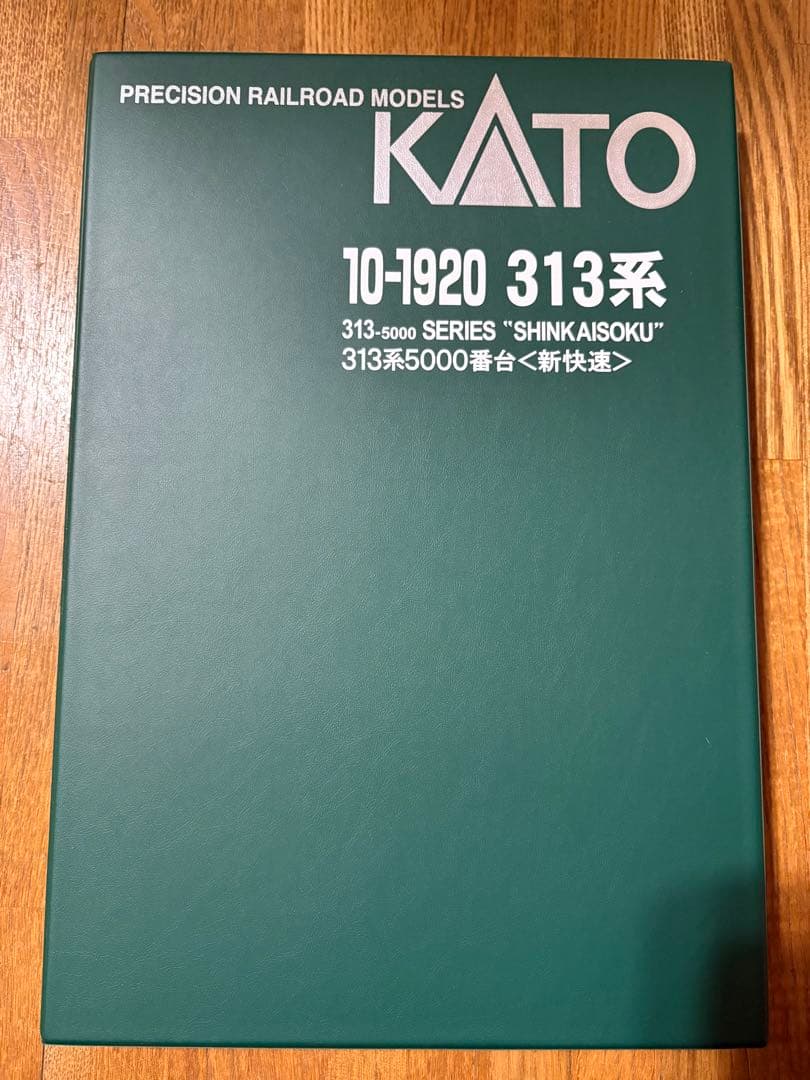 PRECISION RAILROAD MODELS
KATO
10-1920 313系
313-5000 SERIES “SHINKAISOKU”
313系5000番台<新快速>